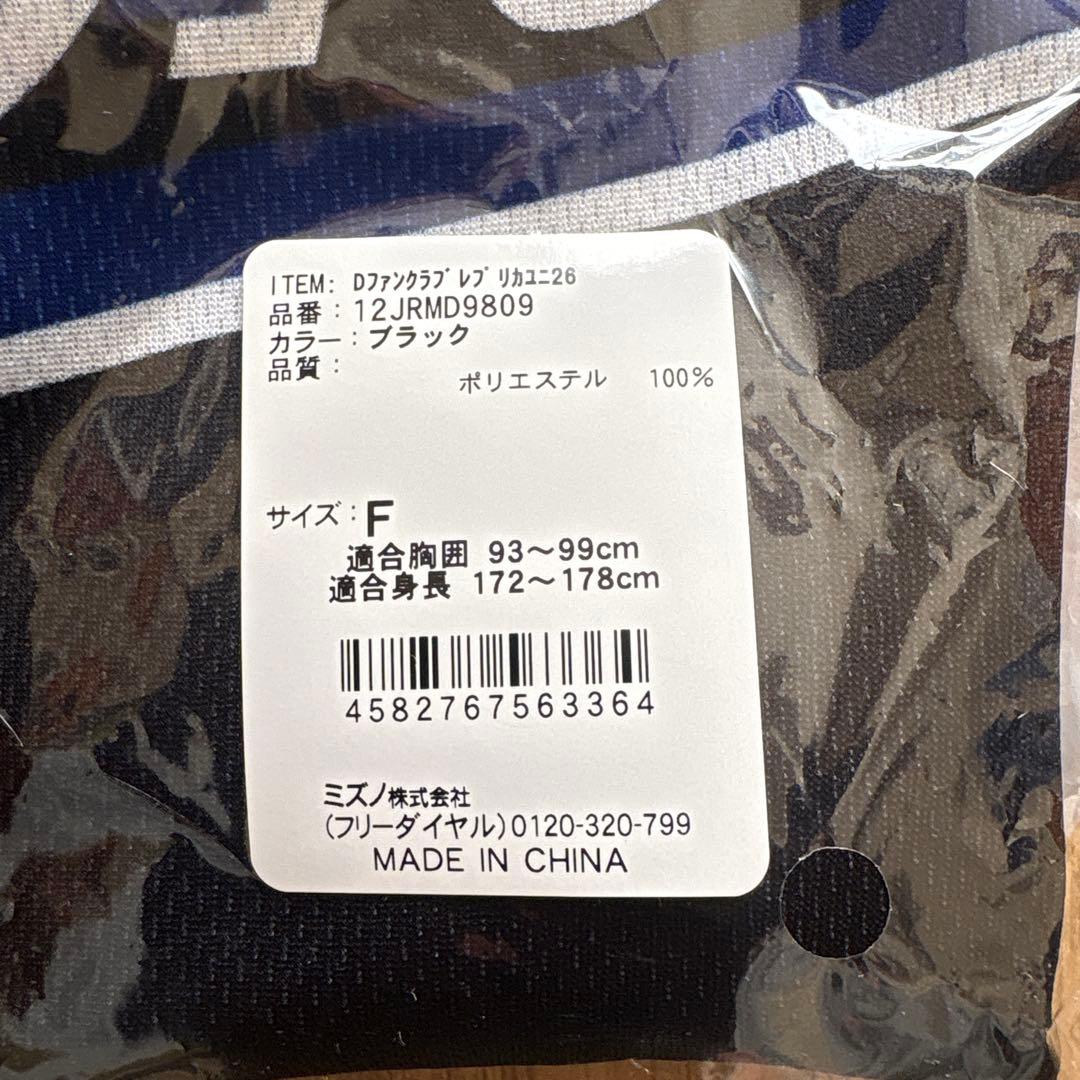 ITEM: Dファンクラブ レプリカユニ26
品番:12JRMD9809
カラー:ブラック
品質:
ポリエステル 100%
サイズ:F
適合胸囲 93〜99cm
適合身長 172〜178cm
4582767563364
ミズノ株式会社
(フリーダイヤル)0120-320-799
MADE IN CHINA